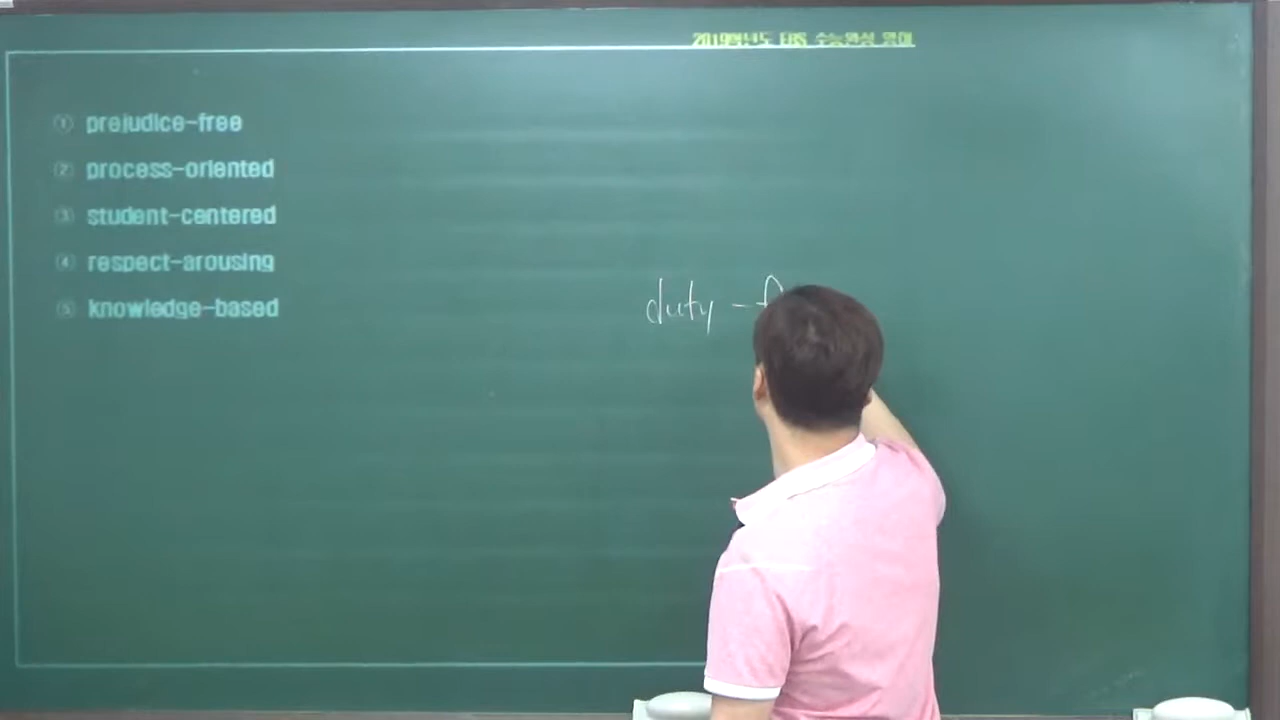 2019학년도 EBS 수능완성 영어
① prejudice-free
② process-oriented
③ student-centered
④ respect-arousing
⑤ knowledge-based
duty -